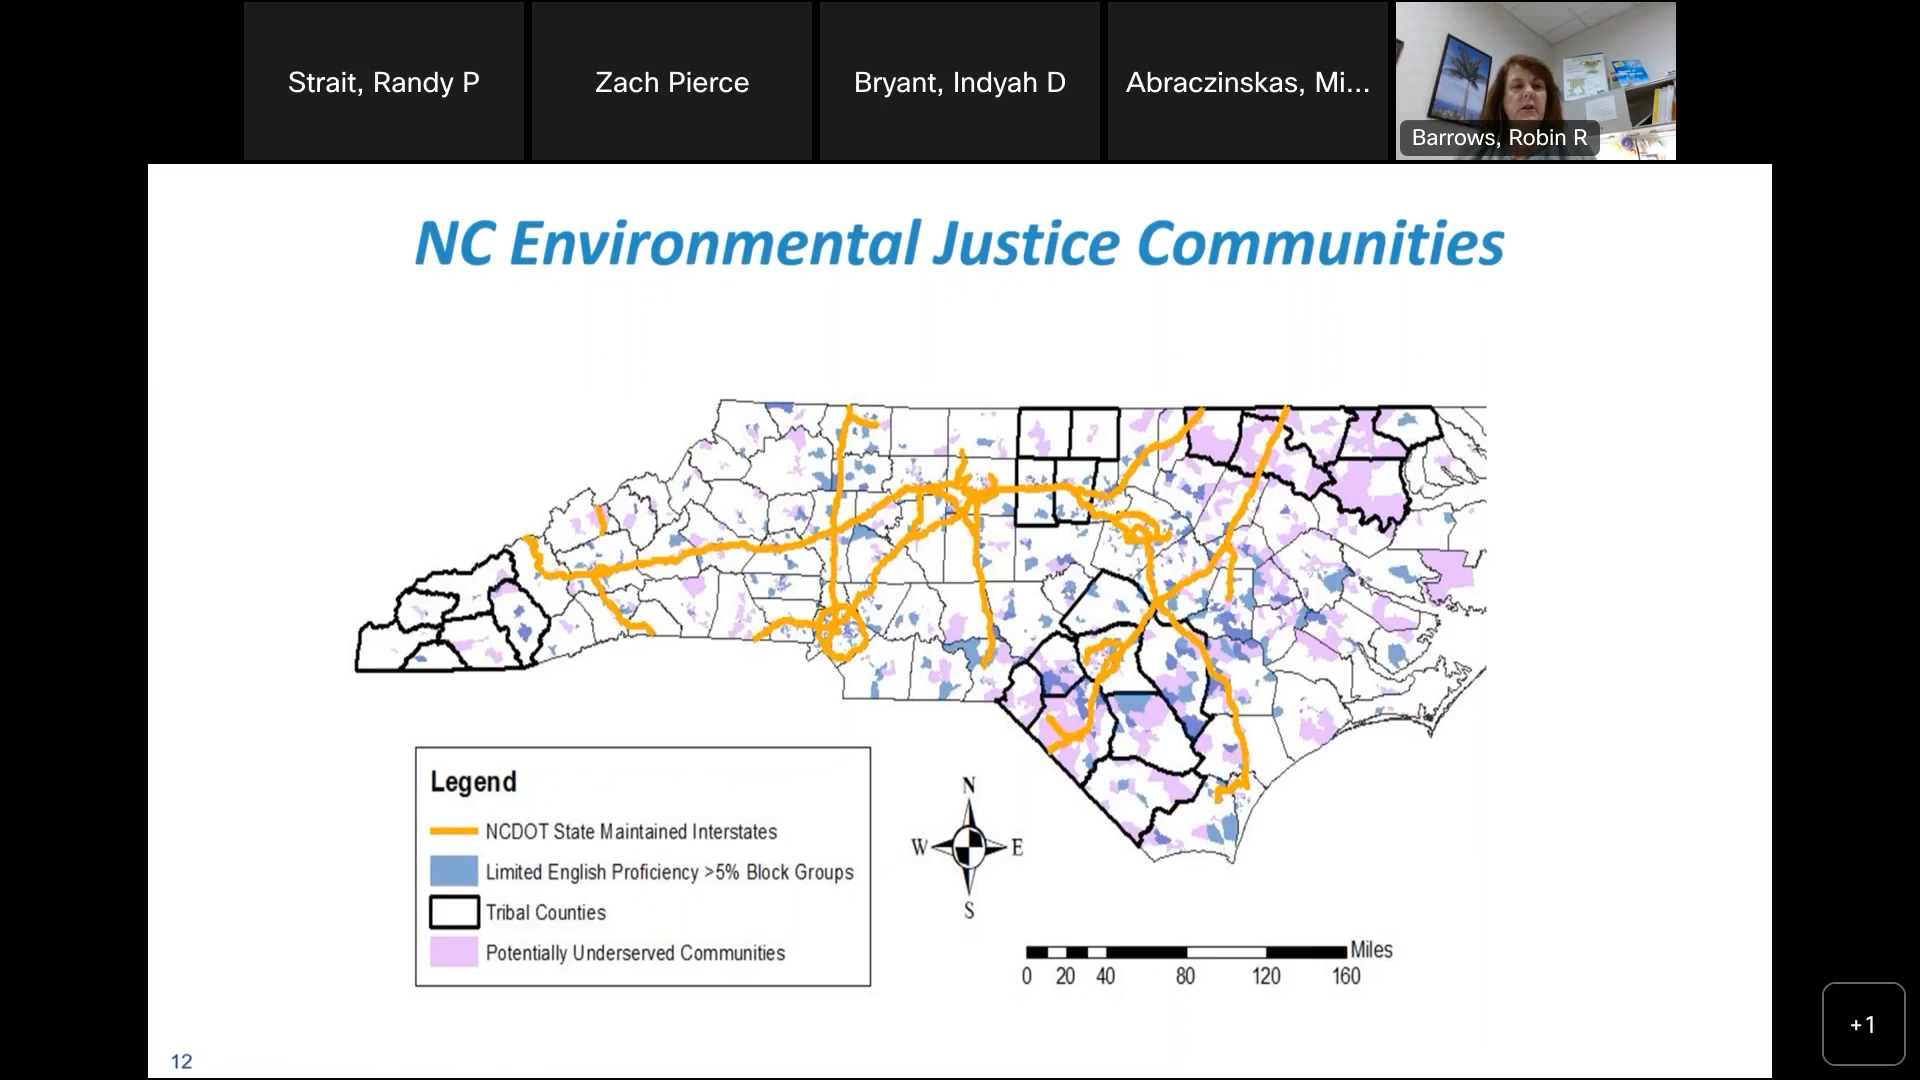 Strait, Randy P
Zach Pierce
Bryant, Indyah D
Abraczinskas, Mi...
Barrows, Robin R
NC Environmental Justice Communities
Legend
NCDOT State Maintained Interstates
Limited English Proficiency >5% Block Groups
Tribal Counties
Potentially Underserved Communities
N
W E
S
Miles
0 20 40 80 120 160
12
+1